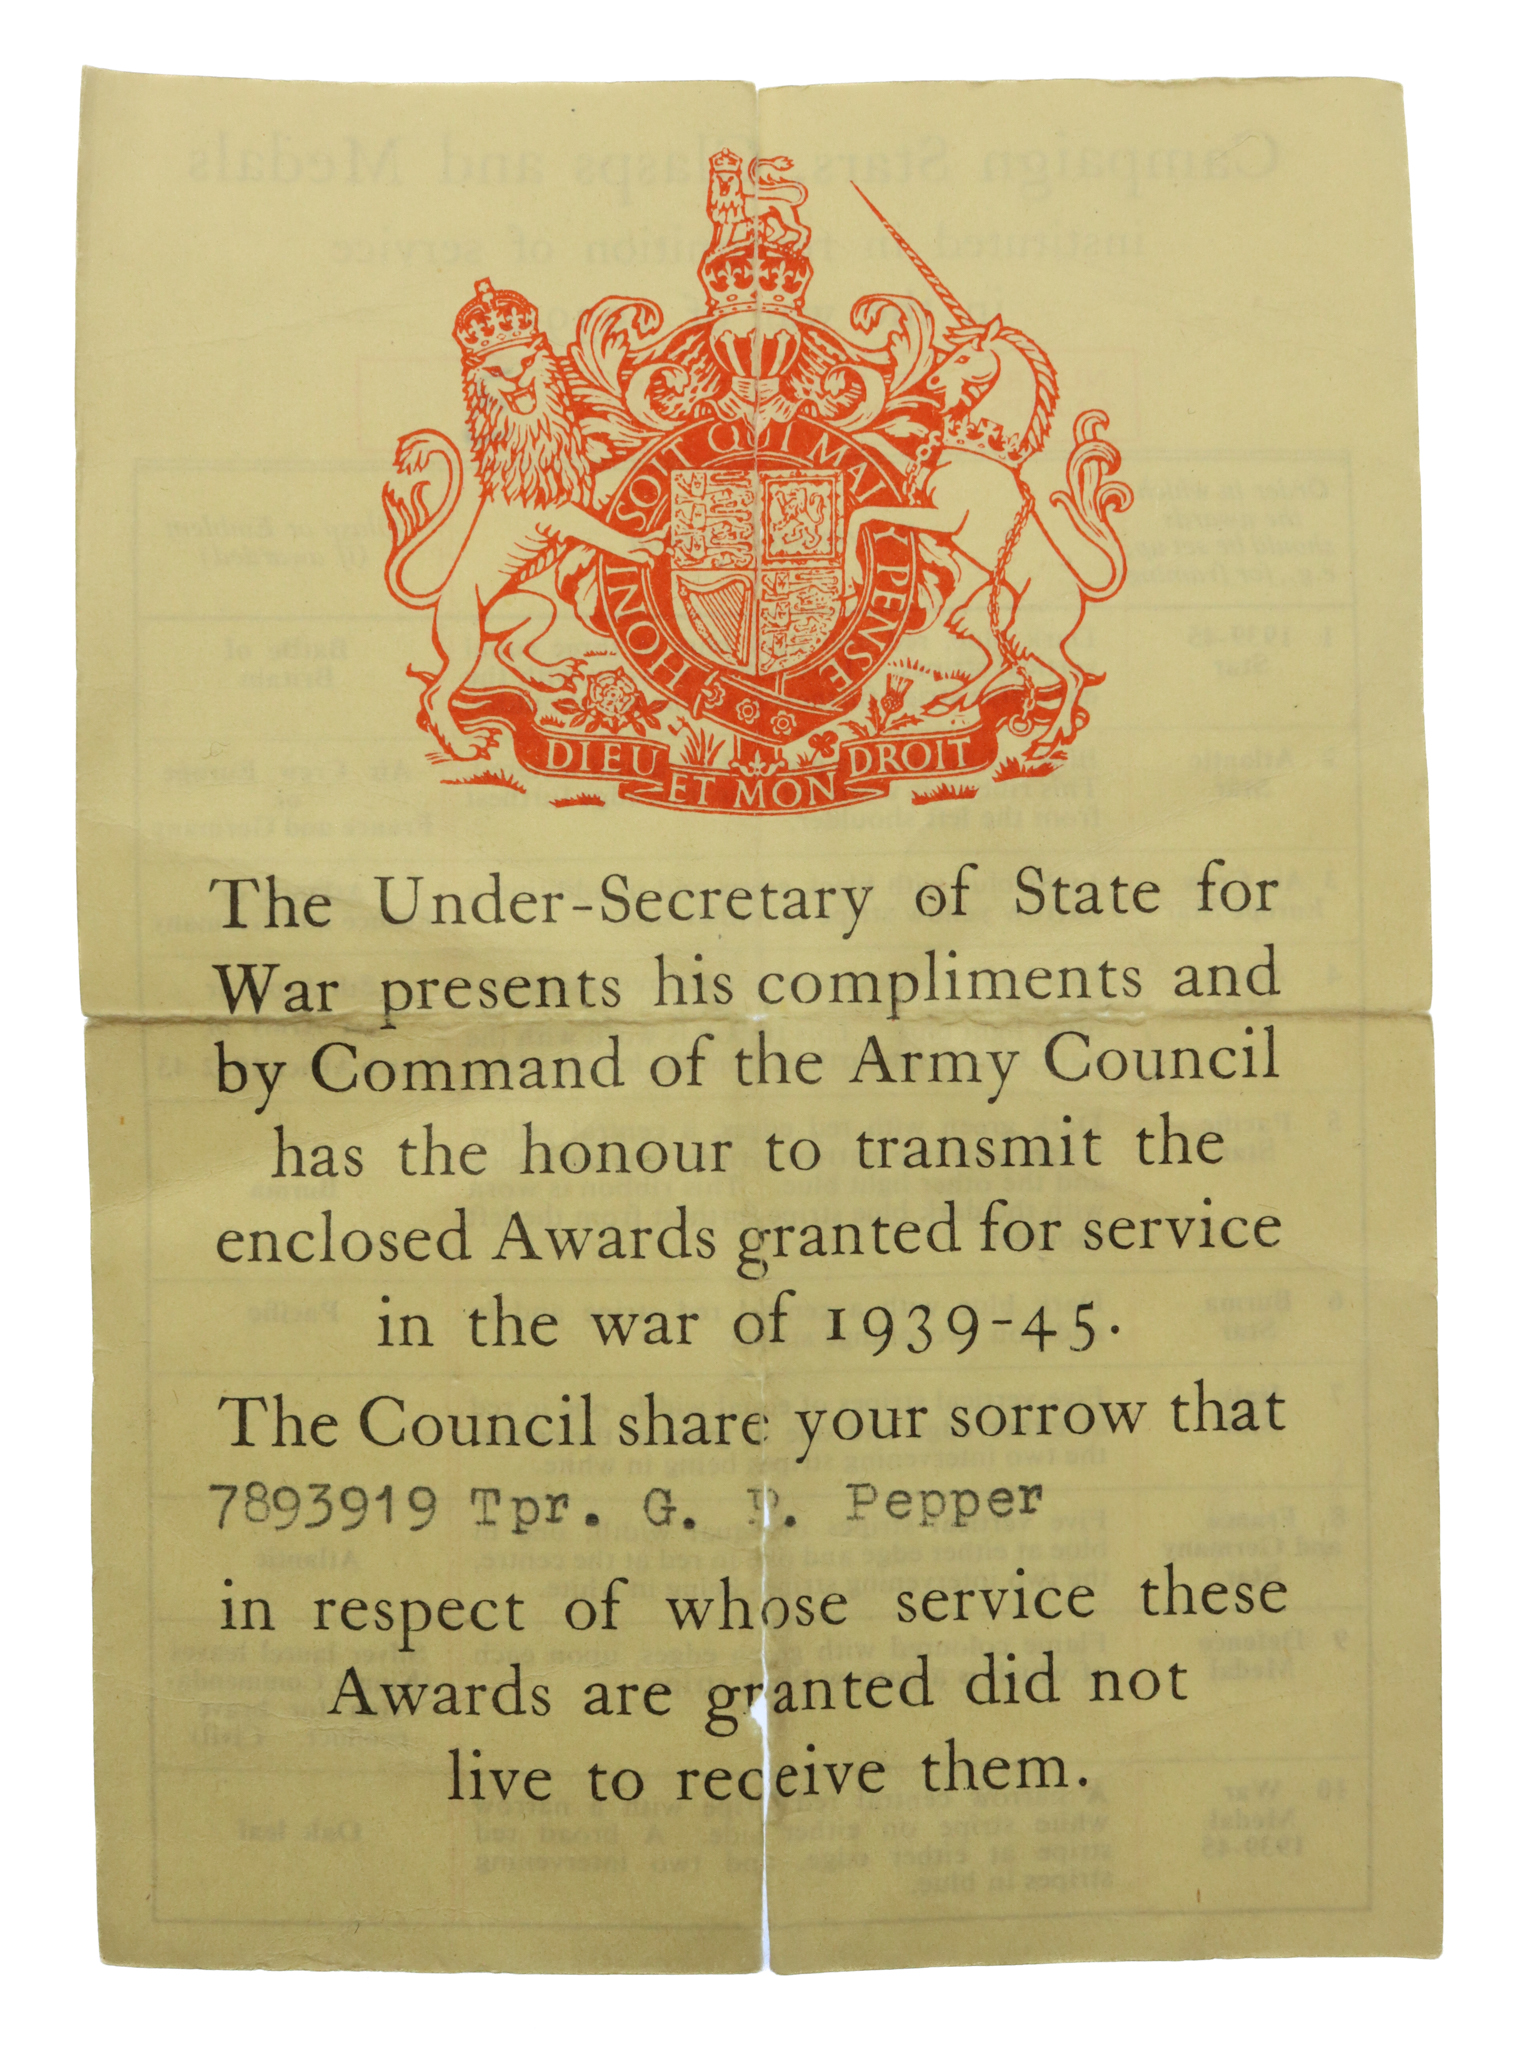 HONI SOIT QUI MAL Y PENSE
DIEU ET MON DROIT
The Under-Secretary of State for
War presents his compliments and
by Command of the Army Council
has the honour to transmit the
enclosed Awards granted for service
in the war of 1939-45.
The Council share your sorrow that
7893919 Tpr. G. P. Pepper
in respect of whose service these
Awards are granted did not
live to receive them.